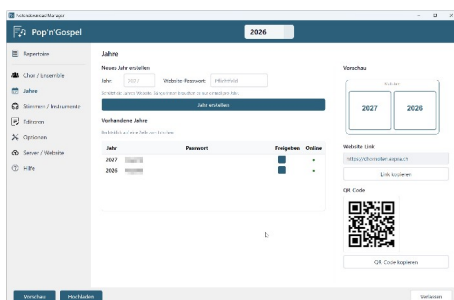 Pop'n'Gospel
2026
Repertoire
Chor / Ensemble
Jahre
Stimmen / Instrumente
Editoren
Optionen
Server / Website
Hilfe
Jahre
Neues Jahr erstellen
Jahr:
2027
Website-Passwort:
Jahr erstellen
Vorhandene Jahre
Jahr
Passwort
Freigeben
Online
2027
2026
Vorschau
2027
2026
Website Link
Link kopieren
QR Code
QR Code kopieren
Vorschau
Hochladen
Verlassen